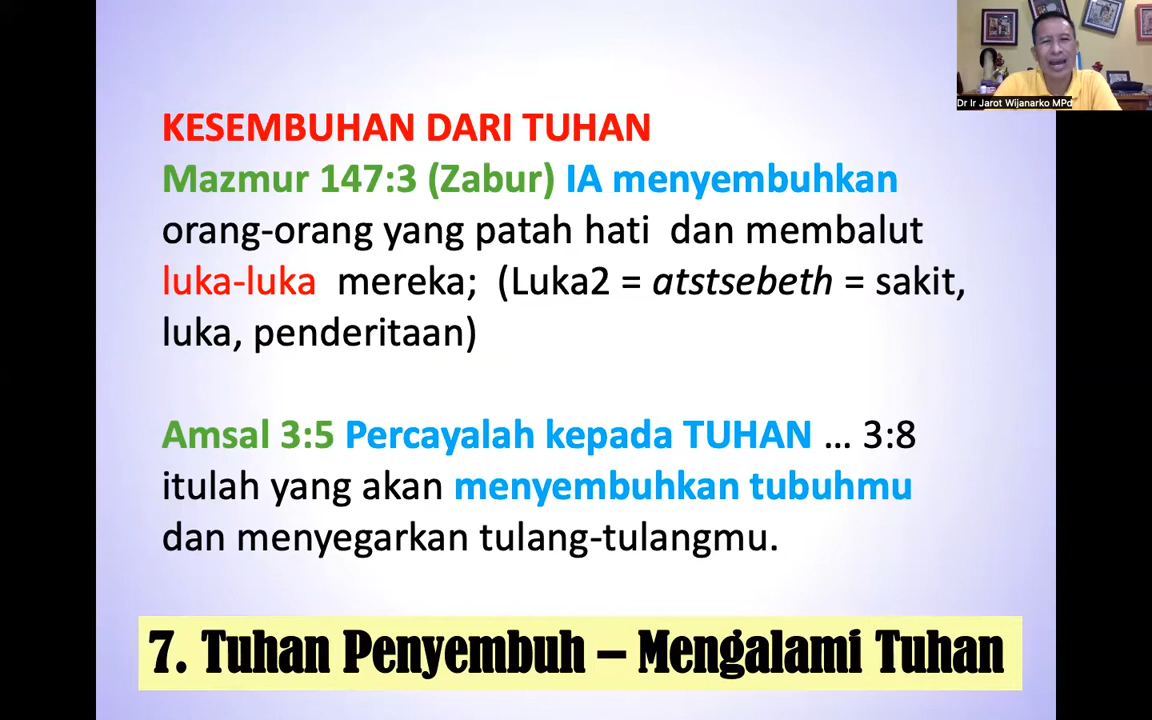 Dr Ir Jarot Wijanarko MPd
KESEMBUHAN DARI TUHAN
Mazmur 147:3 (Zabur) IA menyembuhkan
orang-orang yang patah hati dan membalut
luka-luka mereka; (Luka2 = atstsebeth = sakit,
luka, penderitaan)
Amsal 3:5 Percayalah kepada TUHAN ... 3:8
itulah yang akan menyembuhkan tubuhmu
dan menyegarkan tulang-tulangmu.
7. Tuhan Penyembuh – Mengalami Tuhan